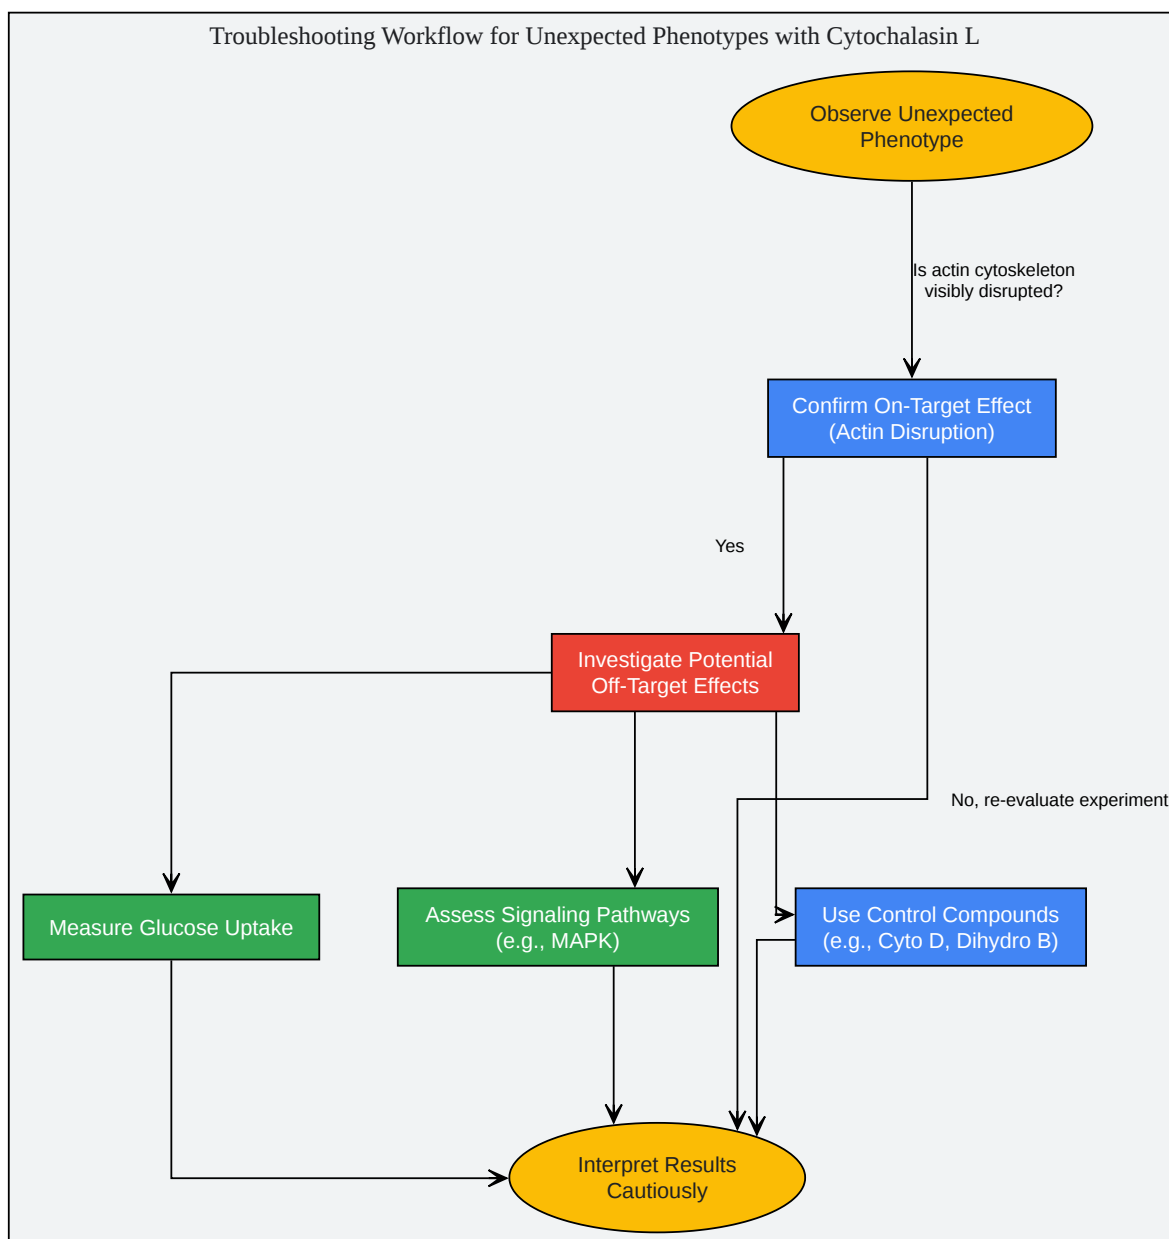 Troubleshooting Workflow for Unexpected Phenotypes with Cytochalasin L
Observe Unexpected
Phenotype
Is actin cytoskeleton
visibly disrupted?
Confirm On-Target Effect
(Actin Disruption)
Yes
Investigate Potential
Off-Target Effects
No, re-evaluate experiment
Measure Glucose Uptake
Assess Signaling Pathways
(e.g., MAPK)
Use Control Compounds
(e.g., Cyto D, Dihydro B)
Interpret Results
Cautiously